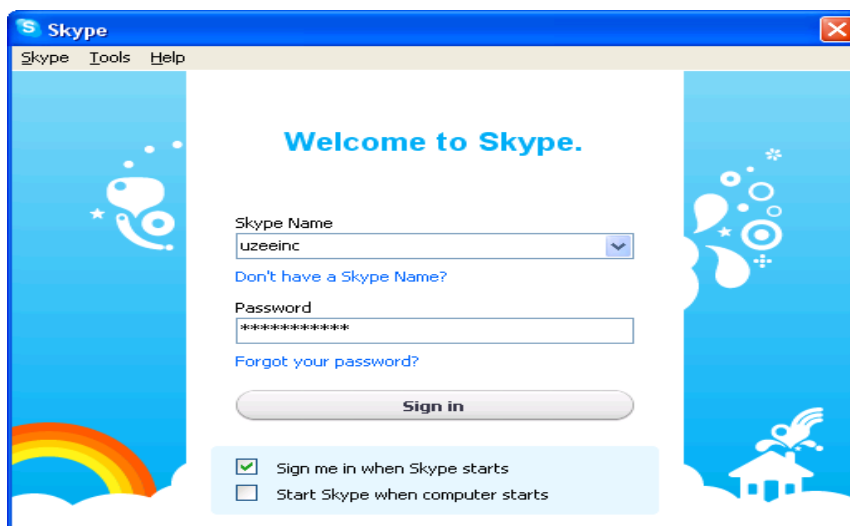 Skype
Skype Tools Help
Welcome to Skype.
Skype Name
uzeeinc
Don't have a Skype Name?
Password
***********
Forgot your password?
Sign in
Sign me in when Skype starts
Start Skype when computer starts